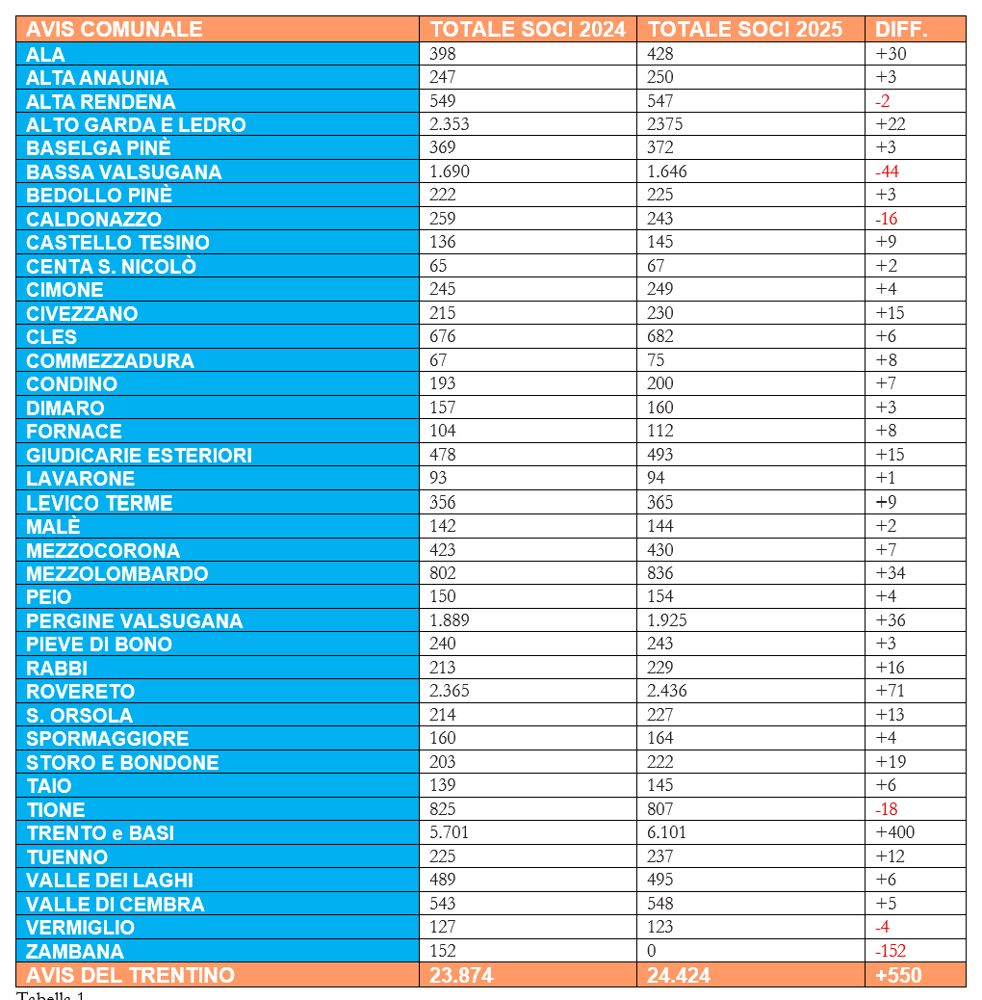 AVIS COMUNALE TOTALE SOCI 2024 TOTALE SOCI 2025 DIFF.
ALA 398 428 +30
ALTA ANAUNIA 247 250 +3
ALTA RENDENA 549 547 -2
ALTO GARDA E LEDRO 2.353 2375 +22
BASELGA PINÈ 369 372 +3
BASSA VALSUGANA 1.690 1.646 -44
BEDOLLO PINÈ 222 225 +3
CALDONAZZO 259 243 -16
CASTELLO TESINO 136 145 +9
CENTA S. NICOLÒ 65 67 +2
CIMONE 245 249 +4
CIVEZZANO 215 230 +15
CLES 676 682 +6
COMMEZZADURA 67 75 +8
CONDINO 193 200 +7
DIMARO 157 160 +3
FORNACE 104 112 +8
GIUDICARIE ESTERIORI 478 493 +15
LAVARONE 93 94 +1
LEVICO TERME 356 365 +9
MALÈ 142 144 +2
MEZZOCORONA 423 430 +7
MEZZOLOMBARDO 802 836 +34
PEIO 150 154 +4
PERGINE VALSUGANA 1.889 1.925 +36
PIEVE DI BONO 240 243 +3
RABBI 213 229 +16
ROVERETO 2.365 2.436 +71
S. ORSOLA 214 227 +13
SPORMAGGIORE 160 164 +4
STORO E BONDONE 203 222 +19
TAIO 139 145 +6
TIONE 825 807 -18
TRENTO e BASI 5.701 6.101 +400
TUENNO 225 237 +12
VALLE DEI LAGHI 489 495 +6
VALLE DI CEMBRA 543 548 +5
VERMIGLIO 127 123 -4
ZAMBANA 152 0 -152
AVIS DEL TRENTINO 23.874 24.424 +550
Tabella 1